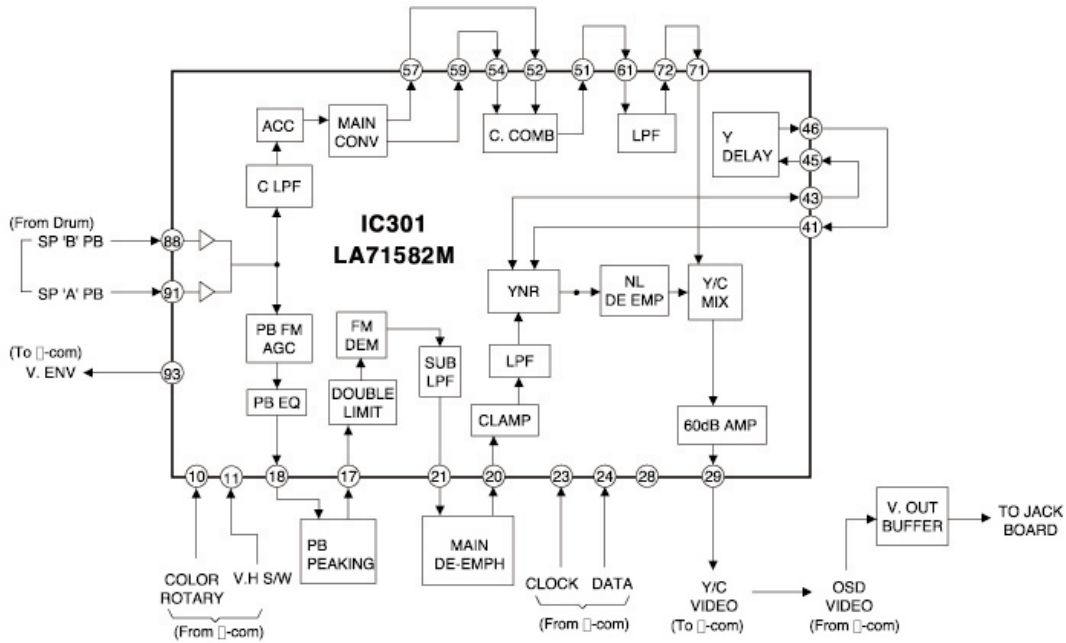 57
59
54
52
51
61
72
71
ACC
MAIN
CONV
C. COMB
LPF
Y
DELAY
46
45
43
41
C LPF
IC301
LA71582M
(From Drum)
SP 'B' PB
88
SP 'A' PB
91
YNR
NL
DE EMP
Y/C
MIX
PB FM
AGC
FM
DEM
SUB
LPF
LPF
(To ▯-com)
V. ENV
93
PB EQ
DOUBLE
LIMIT
CLAMP
60dB AMP
10
11
18
17
21
20
23
24
28
29
PB
PEAKING
MAIN
DE-EMPH
V. OUT
BUFFER
TO JACK
BOARD
COLOR
ROTARY
V.H S/W
(From ▯-com)
CLOCK
DATA
(From ▯-com)
Y/C
VIDEO
(To ▯-com)
OSD
VIDEO
(From ▯-com)